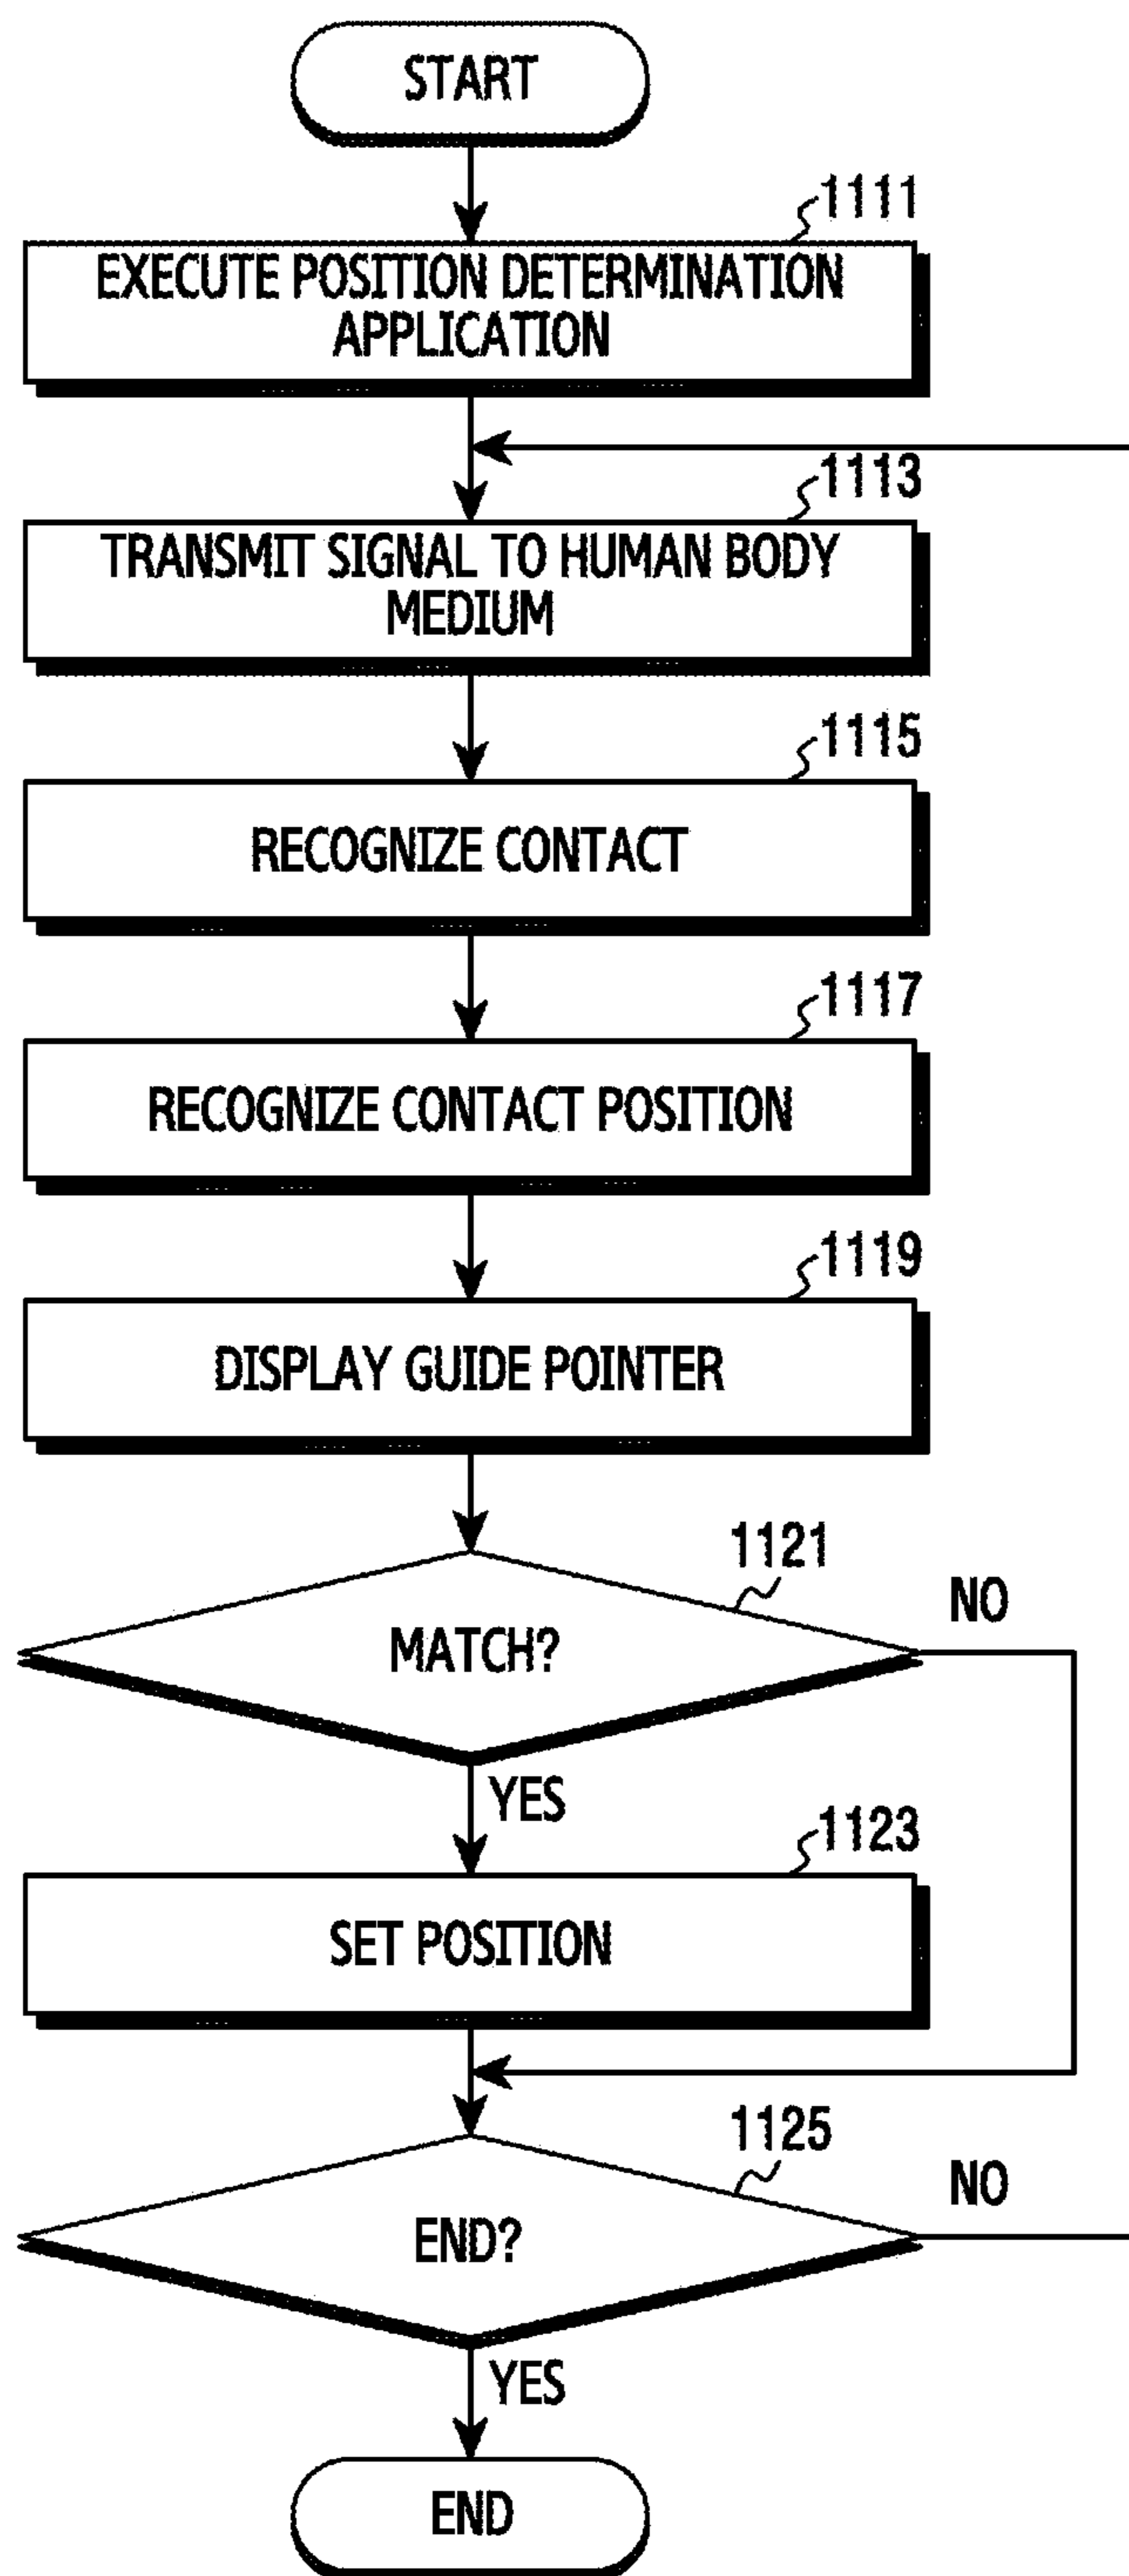 START
1111
EXECUTE POSITION DETERMINATION
APPLICATION
1113
TRANSMIT SIGNAL TO HUMAN BODY
MEDIUM
1115
RECOGNIZE CONTACT
1117
RECOGNIZE CONTACT POSITION
1119
DISPLAY GUIDE POINTER
1121
NO
MATCH?
YES
1123
SET POSITION
1125
NO
END?
YES
END